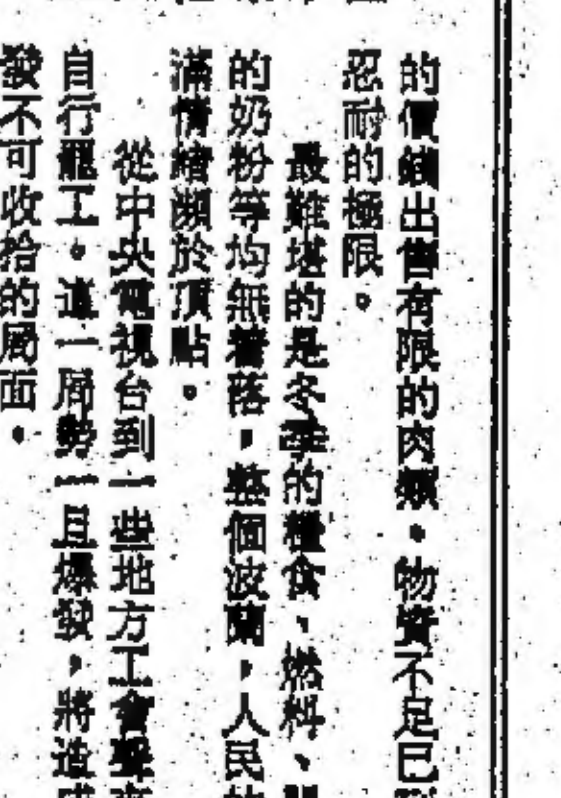 的價錢出售有限的肉類。物資不足已
忍耐的極限。
最難堪的是冬季的糧食、燃料、
的奶粉等均無着落,整個波蘭,人民
滿情緒瀕於頂點。
從中央電視台到一些地方工會聲
自行罷工。這一局勢一旦爆發,將造成
發不可收拾的局面。